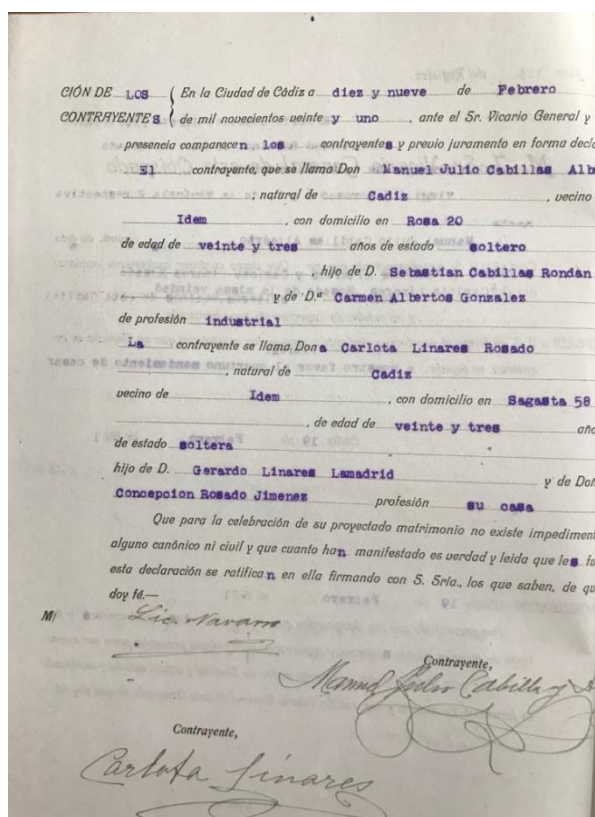 CIÓN DE LOS ( En la Ciudad de Cádiz a diez y nueve de Febrero
CONTRAYENTES ( de mil novecientos veinte y uno, ante el Sr. Vicario General y
presencia comparecen los contrayentes y previo juramento en forma decla
El contrayente, que se llama Don Manuel Julio Cabillas Alb
; natural de Cadiz, vecino
Idem, con domicilio en Rosa 20
de edad de veinte y tres años de estado soltero
, hijo de D. Sebastian Cabillas Rondán
y de D.ª Carmen Albertos Gonzalez
de profesión industrial
La contrayente se llama Dona Carlota Linares Rosado
, natural de Cadiz
vecino de Idem, con domicilio en Sagasta 58
, de edad de veinte y tres año
de estado soltera
hijo de D. Gerardo Linares Lamadrid y de Doñ
Concepcion Rosado Jimenez profesión su casa
Que para la celebración de su proyectado matrimonio no existe impediment
alguno canónico ni civil y que cuanto han manifestado es verdad y leida que les fu
esta declaración se ratifican en ella firmando con S. Sría., los que saben, de qu
doy fé.—
M) Lic. Navarro
Contrayente,
Manuel Julio Cabillas y A
Contrayente,
Carlota Linares